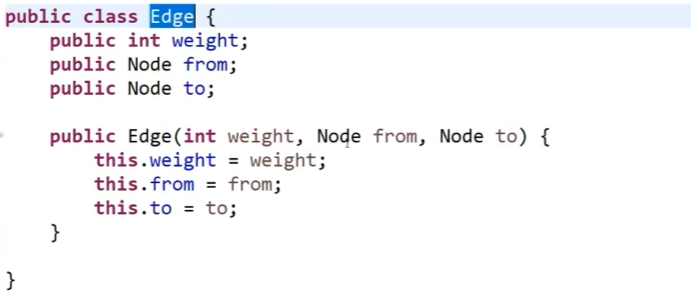 public class Edge {
    public int weight;
    public Node from;
    public Node to;

    public Edge(int weight, Node from, Node to) {
        this.weight = weight;
        this.from = from;
        this.to = to;
    }

}